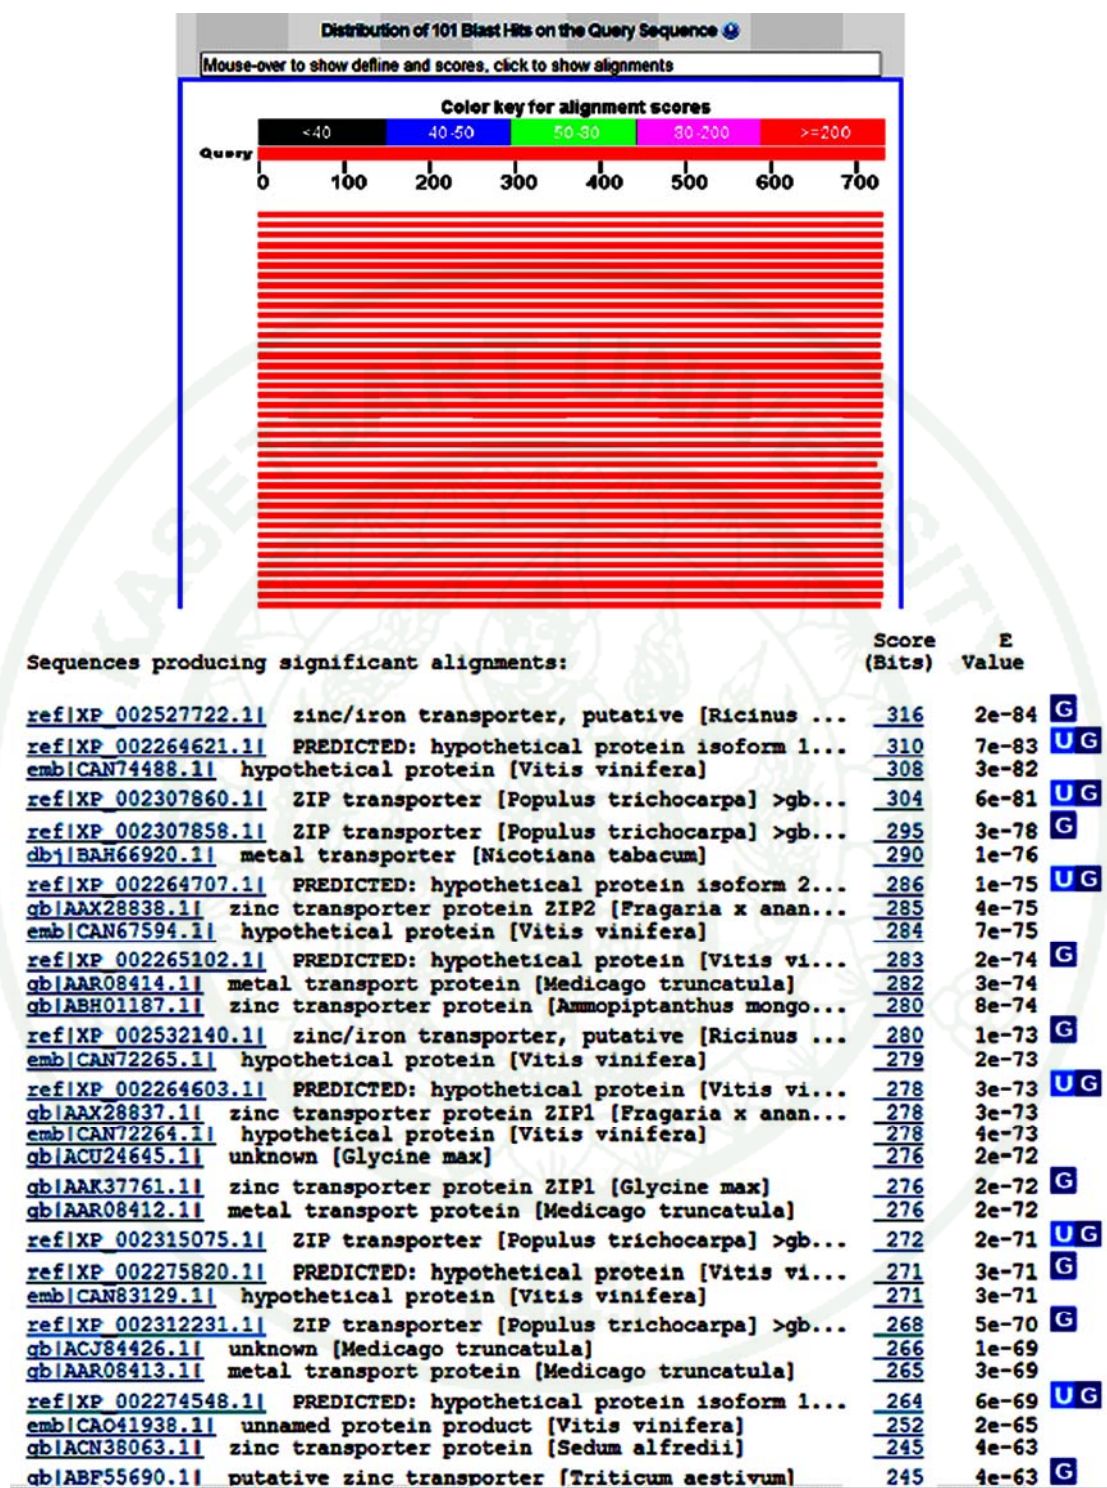 Distribution of 101 Blast Hits on the Query Sequence
Mouse-over to show defline and scores, click to show alignments
Color key for alignment scores
<40 40-50 50-80 80-200 >=200
Query
0 100 200 300 400 500 600 700
Score E
Sequences producing significant alignments: (Bits) Value
ref|XP_002527722.1| zinc/iron transporter, putative [Ricinus ... 316 2e-84 G
ref|XP_002264621.1| PREDICTED: hypothetical protein isoform 1... 310 7e-83 U G
emb|CAN74488.1| hypothetical protein [Vitis vinifera] 308 3e-82
ref|XP_002307860.1| ZIP transporter [Populus trichocarpa] >gb... 304 6e-81 U G
ref|XP_002307858.1| ZIP transporter [Populus trichocarpa] >gb... 295 3e-78 G
dbj|BAH66920.1| metal transporter [Nicotiana tabacum] 290 1e-76
ref|XP_002264707.1| PREDICTED: hypothetical protein isoform 2... 286 1e-75 U G
gb|AAX28838.1| zinc transporter protein ZIP2 [Fragaria x anan... 285 4e-75
emb|CAN67594.1| hypothetical protein [Vitis vinifera] 284 7e-75
ref|XP_002265102.1| PREDICTED: hypothetical protein [Vitis vi... 283 2e-74 G
gb|AAR08414.1| metal transport protein [Medicago truncatula] 282 3e-74
gb|ABH01187.1| zinc transporter protein [Ammopiptanthus mongo... 280 8e-74
ref|XP_002532140.1| zinc/iron transporter, putative [Ricinus ... 280 1e-73 G
emb|CAN72265.1| hypothetical protein [Vitis vinifera] 279 2e-73
ref|XP_002264603.1| PREDICTED: hypothetical protein [Vitis vi... 278 3e-73 U G
gb|AAX28837.1| zinc transporter protein ZIP1 [Fragaria x anan... 278 3e-73
emb|CAN72264.1| hypothetical protein [Vitis vinifera] 278 4e-73
gb|ACU24645.1| unknown [Glycine max] 276 2e-72
gb|AAK37761.1| zinc transporter protein ZIP1 [Glycine max] 276 2e-72 G
gb|AAR08412.1| metal transport protein [Medicago truncatula] 276 2e-72
ref|XP_002315075.1| ZIP transporter [Populus trichocarpa] >gb... 272 2e-71 U G
ref|XP_002275820.1| PREDICTED: hypothetical protein [Vitis vi... 271 3e-71 G
emb|CAN83129.1| hypothetical protein [Vitis vinifera] 271 3e-71
ref|XP_002312231.1| ZIP transporter [Populus trichocarpa] >gb... 268 5e-70 G
gb|ACJ84426.1| unknown [Medicago truncatula] 266 1e-69
gb|AAR08413.1| metal transport protein [Medicago truncatula] 265 3e-69
ref|XP_002274548.1| PREDICTED: hypothetical protein isoform 1... 264 6e-69 U G
emb|CAO41938.1| unnamed protein product [Vitis vinifera] 252 2e-65
gb|ACN38063.1| zinc transporter protein [Sedum alfredii] 245 4e-63
gb|ABF55690.1| putative zinc transporter [Triticum aestivum] 245 4e-63 G
KASETSART UNIVERSITY
1943